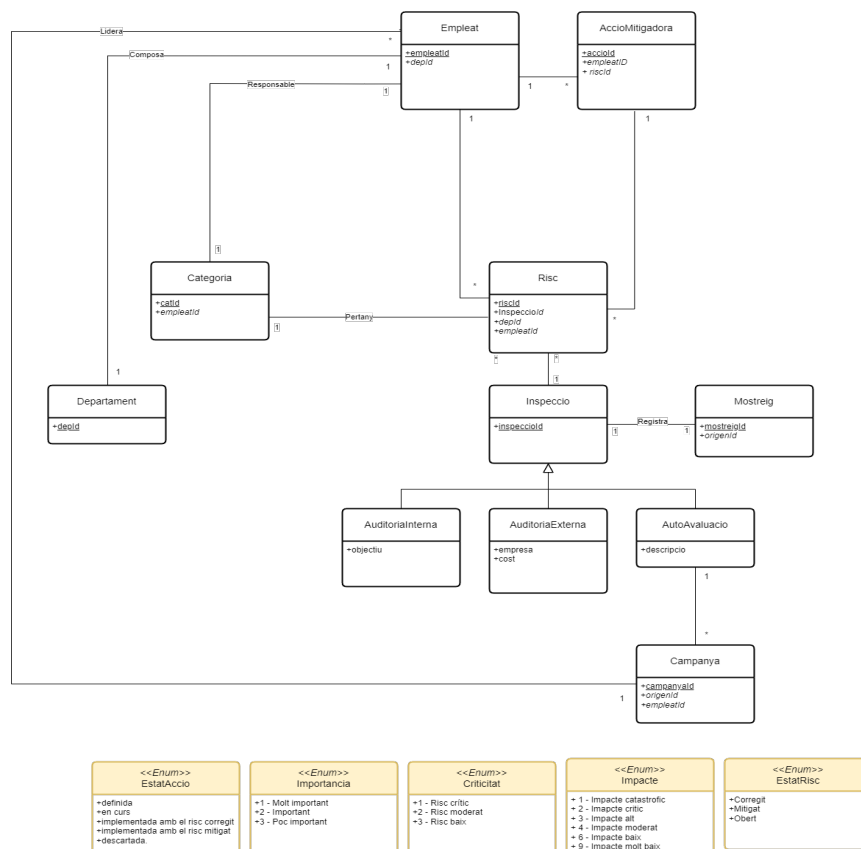 Empleat
+empleatId
+depId
AccioMitigadora
+accioId
+empleatID
+ riscId
Lidera
*
Composa
1
Responsable
1
1
*
1
1
1
*
Categoria
+catId
+empleatId
Risc
+riscId
+InspeccioId
+depId
+empleatId
Pertany
1
*
*
*
1
1
Departament
+depId
Inspeccio
+inspeccioId
Registra
1
1
Mostreig
+mostreigId
+origenId
AuditoriaInterna
+objectiu
AuditoriaExterna
+empresa
+cost
AutoAvaluacio
+descripcio
1
*
Campanya
+campanyaId
+origenId
+empleatId
1
<<Enum>>
EstatAccio
+definida
+en curs
+implementada amb el risc corregit
+implementada amb el risc mitigat
+descartada.
<<Enum>>
Importancia
+1 - Molt important
+2 - Important
+3 - Poc important
<<Enum>>
Criticitat
+1 - Risc crític
+2 - Risc moderat
+3 - Risc baix
<<Enum>>
Impacte
+ 1 - Impacte catastrofic
+ 2 - Imapcte critic
+ 3 - Impacte alt
+ 4 - Impacte moderat
+ 6 - Impacte baix
+ 9 - Impacte molt baix
<<Enum>>
EstatRisc
+Corregit
+Mitigat
+Obert